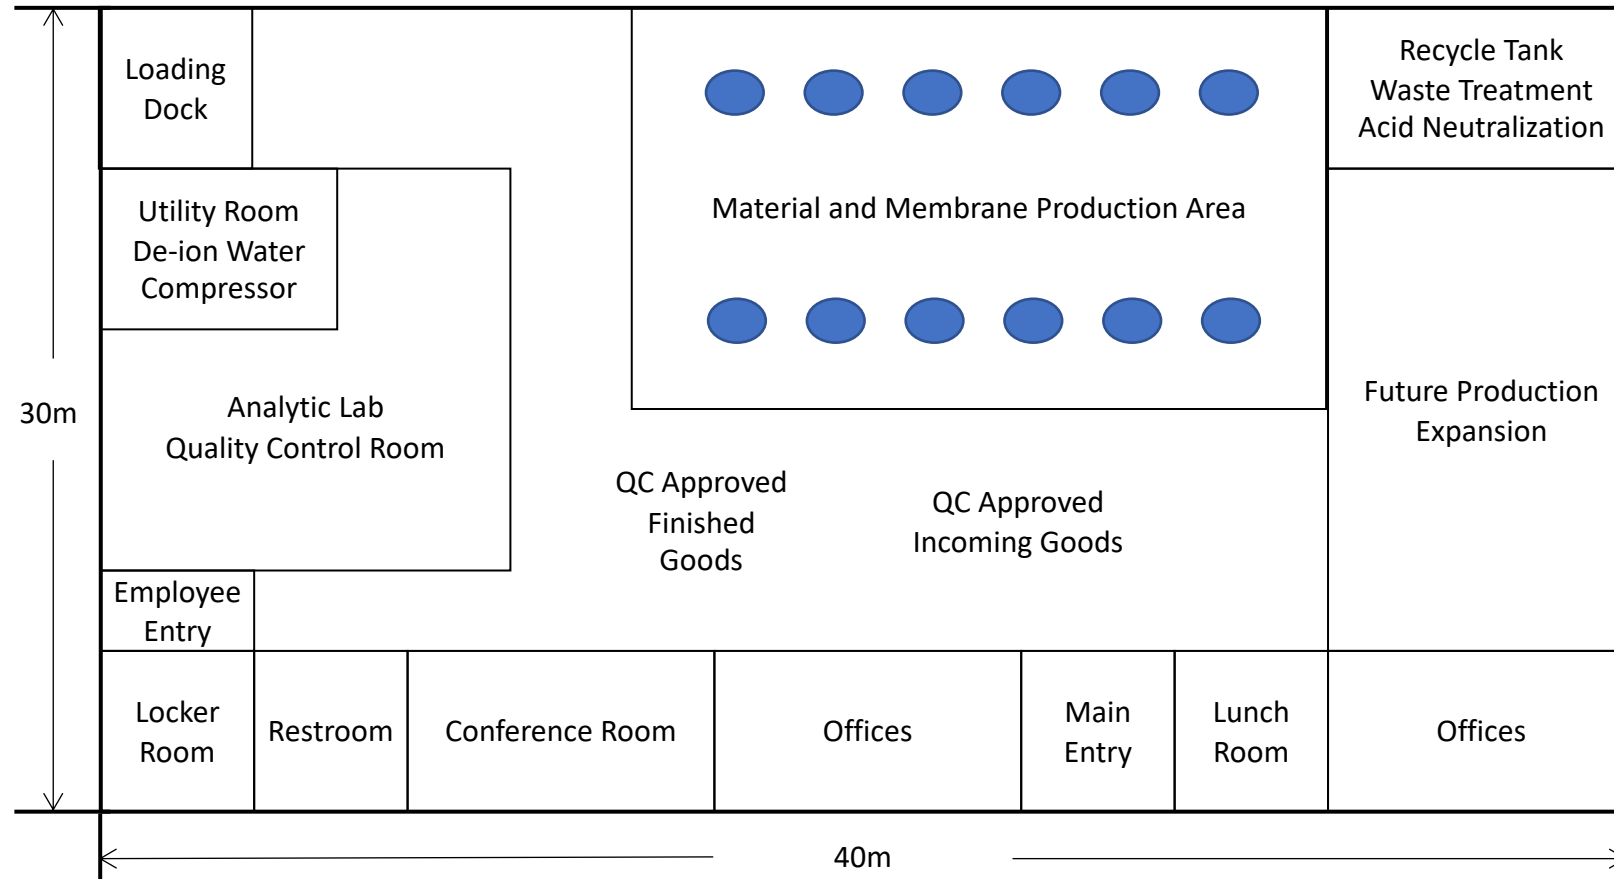 Loading
Dock
Recycle Tank
Waste Treatment
Acid Neutralization
Utility Room
De-ion Water
Compressor
Material and Membrane Production Area
30m
Analytic Lab
Quality Control Room
Future Production
Expansion
QC Approved
Finished
Goods
QC Approved
Incoming Goods
Employee
Entry
Locker
Room
Restroom
Conference Room
Offices
Main
Entry
Lunch
Room
Offices
40m